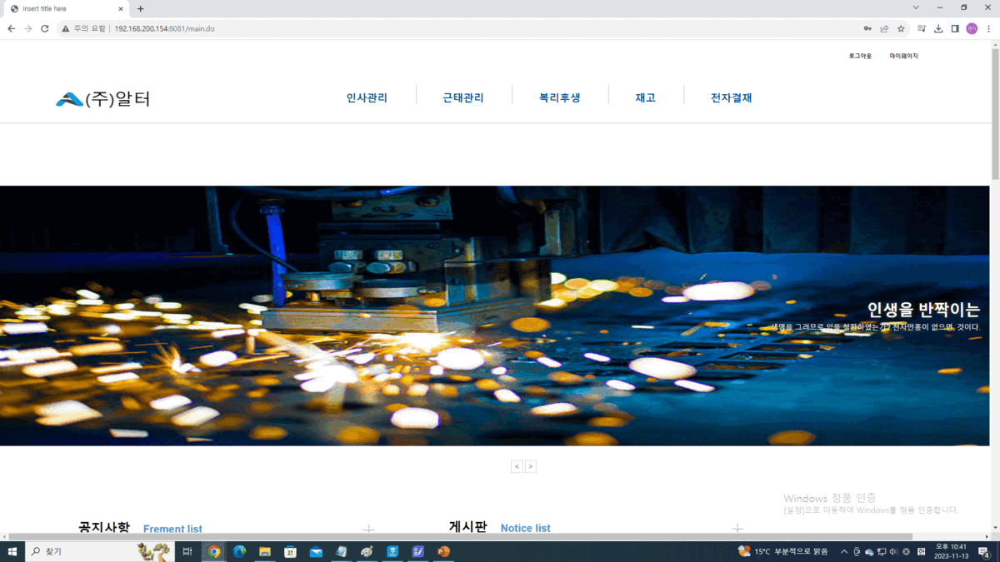 Insert title here
주의 요함
192.168.200.154:8081/main.do
로그아웃 마이페이지
(주)알터
인사관리 근태관리 복리후생 재고 전자결재
인생을 반짝이는
생명을 그러므로 인을 철환하였는가? 천자만홍이 없으면, 것이다.
< >
Windows 정품 인증
[설정]으로 이동하여 Windows를 정품 인증합니다.
공지사항 Frement list
게시판 Notice list
찾기
15°C 부분적으로 맑음
오후 10:41
2023-11-13
4